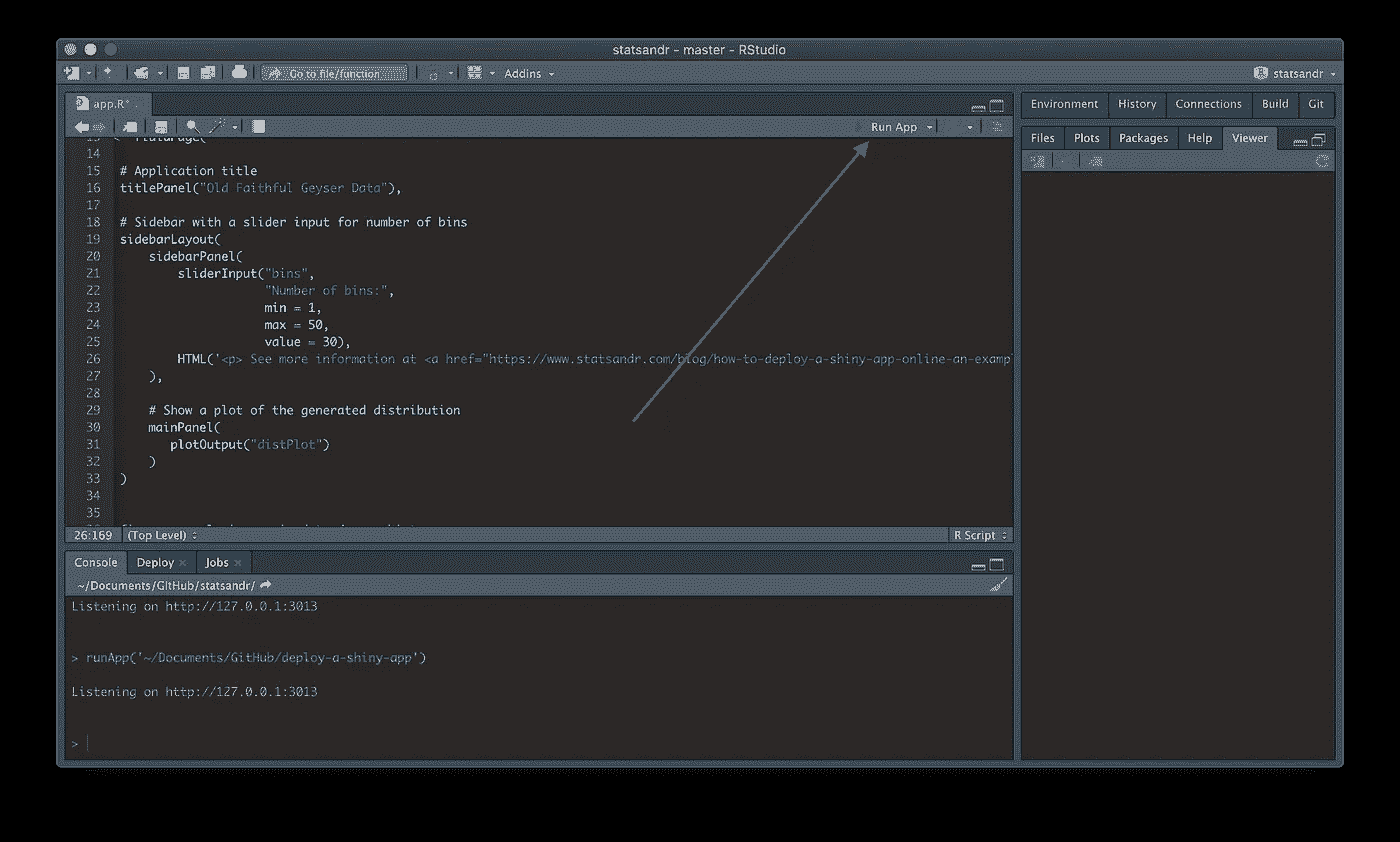 statsandr - master - RStudio
Go to file/function
Addins
statsandr
app.R*
Run App
14
15 # Application title
16 titlePanel("Old Faithful Geyser Data"),
17
18 # Sidebar with a slider input for number of bins
19 sidebarLayout(
20 sidebarPanel(
21 sliderInput("bins",
22 "Number of bins:",
23 min = 1,
24 max = 50,
25 value = 30),
26 HTML('<p> See more information at <a href="https://www.statsandr.com/blog/how-to-deploy-a-shiny-app-online-an-exampl
27 ),
28
29 # Show a plot of the generated distribution
30 mainPanel(
31 plotOutput("distPlot")
32 )
33 )
34
35
26:169 (Top Level) R Script
Console Deploy Jobs
~/Documents/GitHub/statsandr/
Listening on http://127.0.0.1:3013
> runApp('~/Documents/GitHub/deploy-a-shiny-app')
Listening on http://127.0.0.1:3013
>
Environment History Connections Build Git
Files Plots Packages Help Viewer